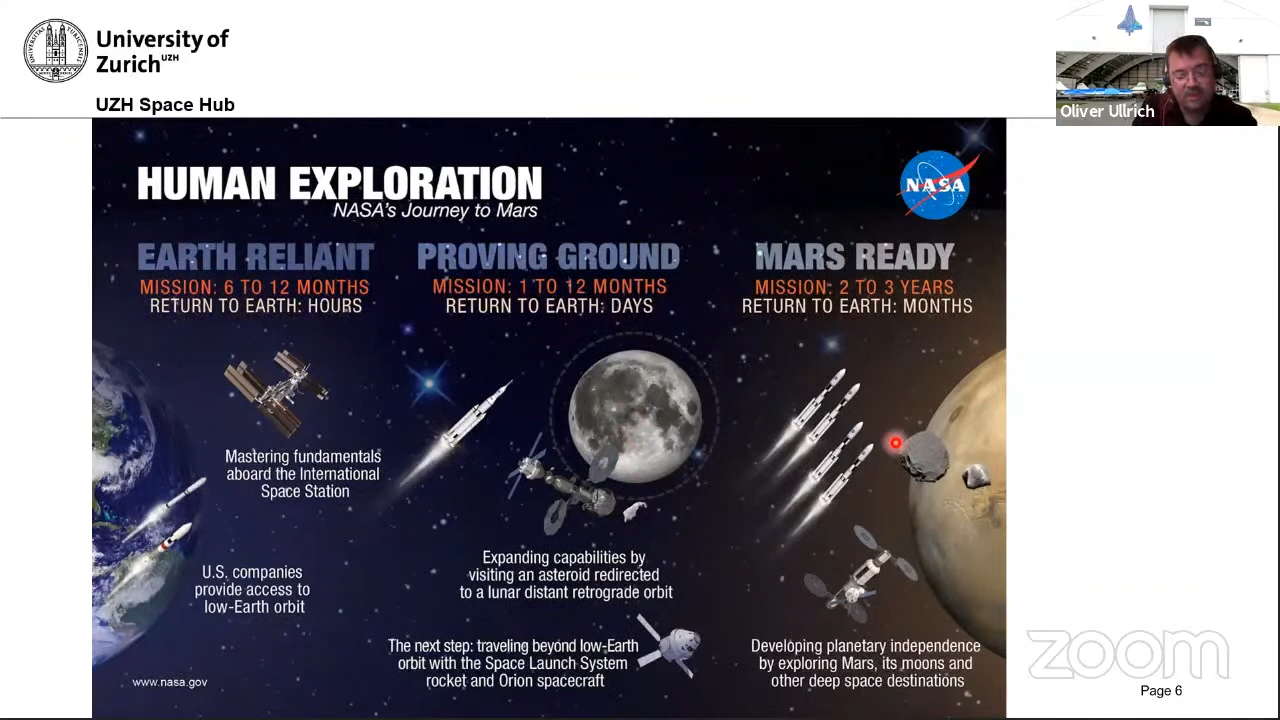 University of
Zurich UZH
UZH Space Hub
Oliver Ullrich
HUMAN EXPLORATION
NASA's Journey to Mars
NASA
EARTH RELIANT
MISSION: 6 TO 12 MONTHS
RETURN TO EARTH: HOURS
PROVING GROUND
MISSION: 1 TO 12 MONTHS
RETURN TO EARTH: DAYS
MARS READY
MISSION: 2 TO 3 YEARS
RETURN TO EARTH: MONTHS
Mastering fundamentals
aboard the International
Space Station
U.S. companies
provide access to
low-Earth orbit
Expanding capabilities by
visiting an asteroid redirected
to a lunar distant retrograde orbit
The next step: traveling beyond low-Earth
orbit with the Space Launch System
rocket and Orion spacecraft
Developing planetary independence
by exploring Mars, its moons and
other deep space destinations
www.nasa.gov
zoom
Page 6